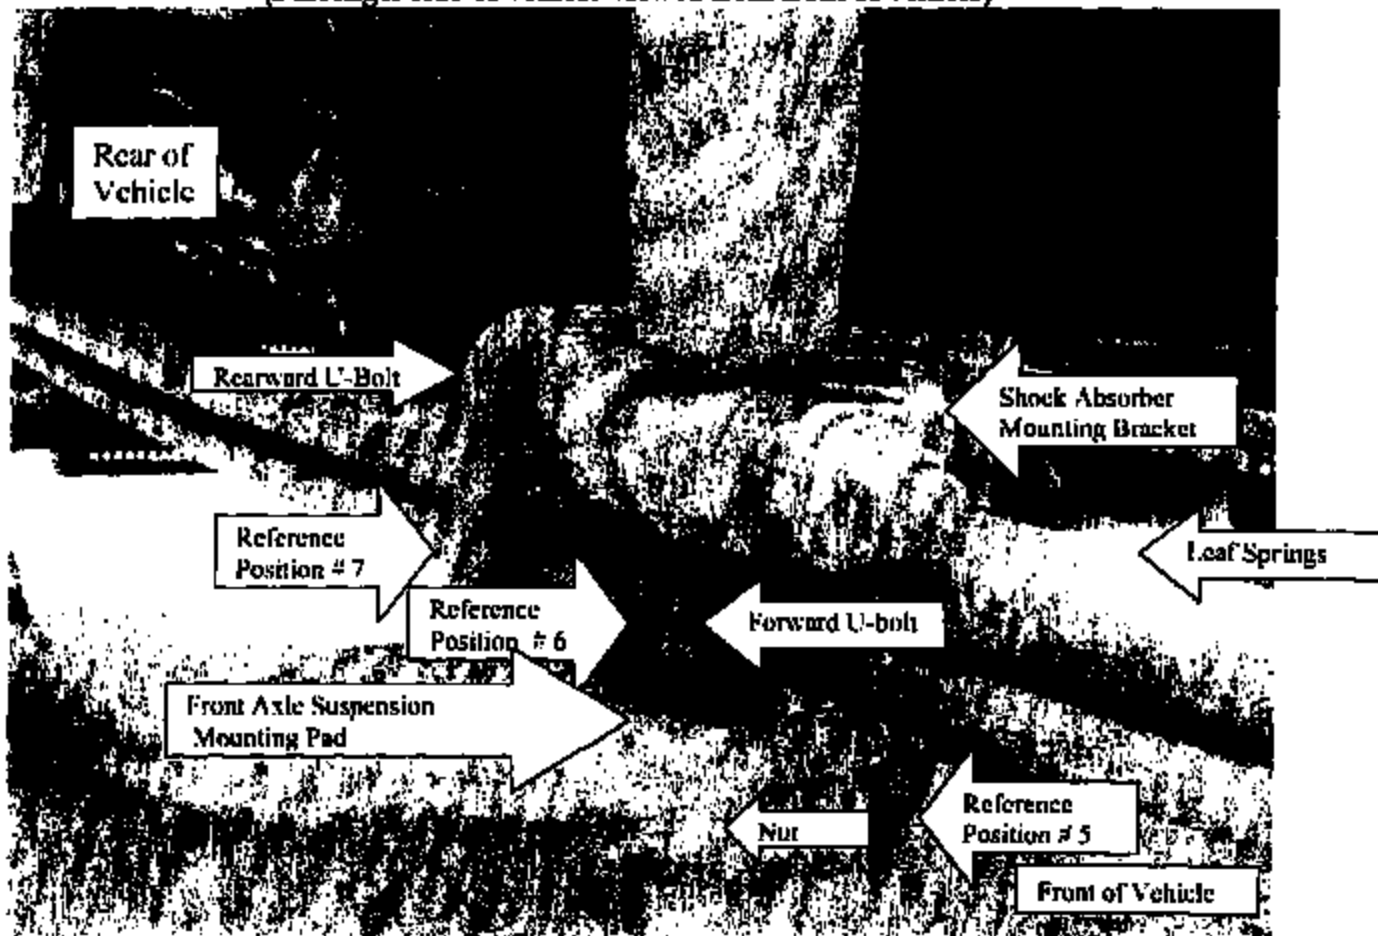 Rear of
Vehicle
Rearward U-Bolt
Shock Absorber
Mounting Bracket
Reference
Position # 7
Leaf Springs
Reference
Position # 6
Forward U-bolt
Front Axle Suspension
Mounting Pad
Nut
Reference
Position # 5
Front of Vehicle